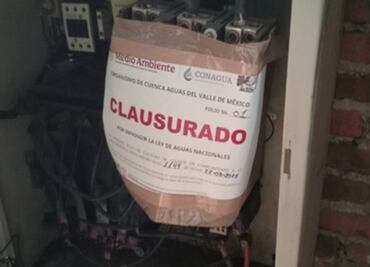 Medio Ambiente
CONAGUA
ORGANISMO DE CUENCA AGUAS DEL VALLE DE MÉXICO
FOLIO No. 01
CLAUSURADO
POR INFRINGIR LA LEY DE AGUAS NACIONALES